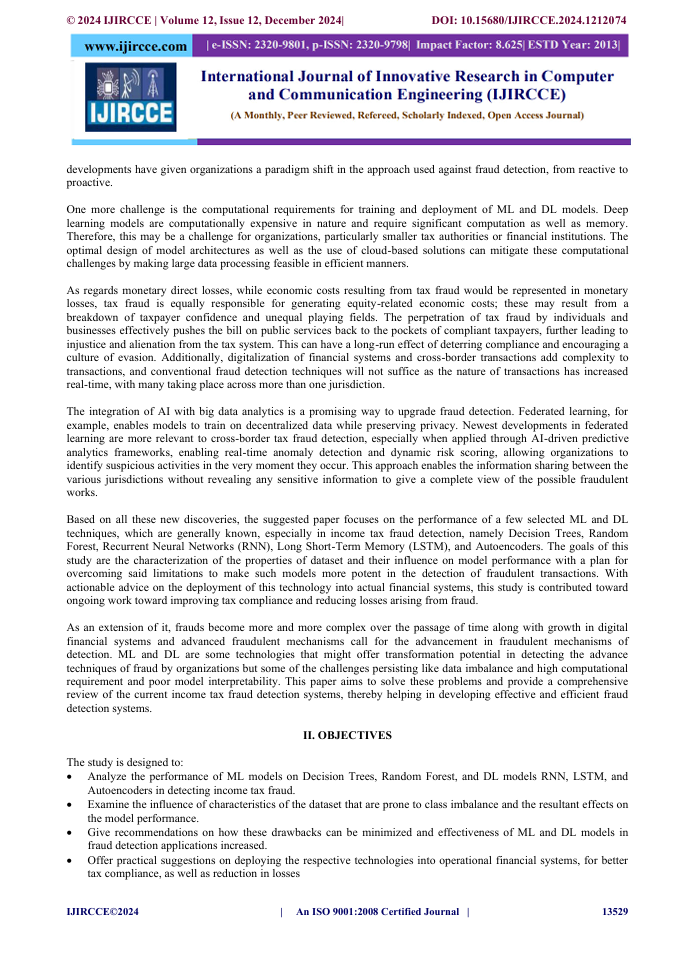 © 2024 IJIRCCE | Volume 12, Issue 12, December 2024| DOI: 10.15680/IJIRCCE.2024.1212074
www.ijircce.com | e-ISSN: 2320-9801, p-ISSN: 2320-9798| Impact Factor: 8.625| ESTD Year: 2013|
International Journal of Innovative Research in Computer
and Communication Engineering (IJIRCCE)
IJIRCCE
(A Monthly, Peer Reviewed, Refereed, Scholarly Indexed, Open Access Journal)
developments have given organizations a paradigm shift in the approach used against fraud detection, from reactive to
proactive.
One more challenge is the computational requirements for training and deployment of ML and DL models. Deep
learning models are computationally expensive in nature and require significant computation as well as memory.
Therefore, this may be a challenge for organizations, particularly smaller tax authorities or financial institutions. The
optimal design of model architectures as well as the use of cloud-based solutions can mitigate these computational
challenges by making large data processing feasible in efficient manners.
As regards monetary direct losses, while economic costs resulting from tax fraud would be represented in monetary
losses, tax fraud is equally responsible for generating equity-related economic costs; these may result from a
breakdown of taxpayer confidence and unequal playing fields. The perpetration of tax fraud by individuals and
businesses effectively pushes the bill on public services back to the pockets of compliant taxpayers, further leading to
injustice and alienation from the tax system. This can have a long-run effect of deterring compliance and encouraging a
culture of evasion. Additionally, digitalization of financial systems and cross-border transactions add complexity to
transactions, and conventional fraud detection techniques will not suffice as the nature of transactions has increased
real-time, with many taking place across more than one jurisdiction.
The integration of AI with big data analytics is a promising way to upgrade fraud detection. Federated learning, for
example, enables models to train on decentralized data while preserving privacy. Newest developments in federated
learning are more relevant to cross-border tax fraud detection, especially when applied through AI-driven predictive
analytics frameworks, enabling real-time anomaly detection and dynamic risk scoring, allowing organizations to
identify suspicious activities in the very moment they occur. This approach enables the information sharing between the
various jurisdictions without revealing any sensitive information to give a complete view of the possible fraudulent
works.
Based on all these new discoveries, the suggested paper focuses on the performance of a few selected ML and DL
techniques, which are generally known, especially in income tax fraud detection, namely Decision Trees, Random
Forest, Recurrent Neural Networks (RNN), Long Short-Term Memory (LSTM), and Autoencoders. The goals of this
study are the characterization of the properties of dataset and their influence on model performance with a plan for
overcoming said limitations to make such models more potent in the detection of fraudulent transactions. With
actionable advice on the deployment of this technology into actual financial systems, this study is contributed toward
ongoing work toward improving tax compliance and reducing losses arising from fraud.
As an extension of it, frauds become more and more complex over the passage of time along with growth in digital
financial systems and advanced fraudulent mechanisms call for the advancement in fraudulent mechanisms of
detection. ML and DL are some technologies that might offer transformation potential in detecting the advance
techniques of fraud by organizations but some of the challenges persisting like data imbalance and high computational
requirement and poor model interpretability. This paper aims to solve these problems and provide a comprehensive
review of the current income tax fraud detection systems, thereby helping in developing effective and efficient fraud
detection systems.
II. OBJECTIVES
The study is designed to:
• Analyze the performance of ML models on Decision Trees, Random Forest, and DL models RNN, LSTM, and
Autoencoders in detecting income tax fraud.
• Examine the influence of characteristics of the dataset that are prone to class imbalance and the resultant effects on
the model performance.
• Give recommendations on how these drawbacks can be minimized and effectiveness of ML and DL models in
fraud detection applications increased.
• Offer practical suggestions on deploying the respective technologies into operational financial systems, for better
tax compliance, as well as reduction in losses
IJIRCCE©2024 | An ISO 9001:2008 Certified Journal | 13529